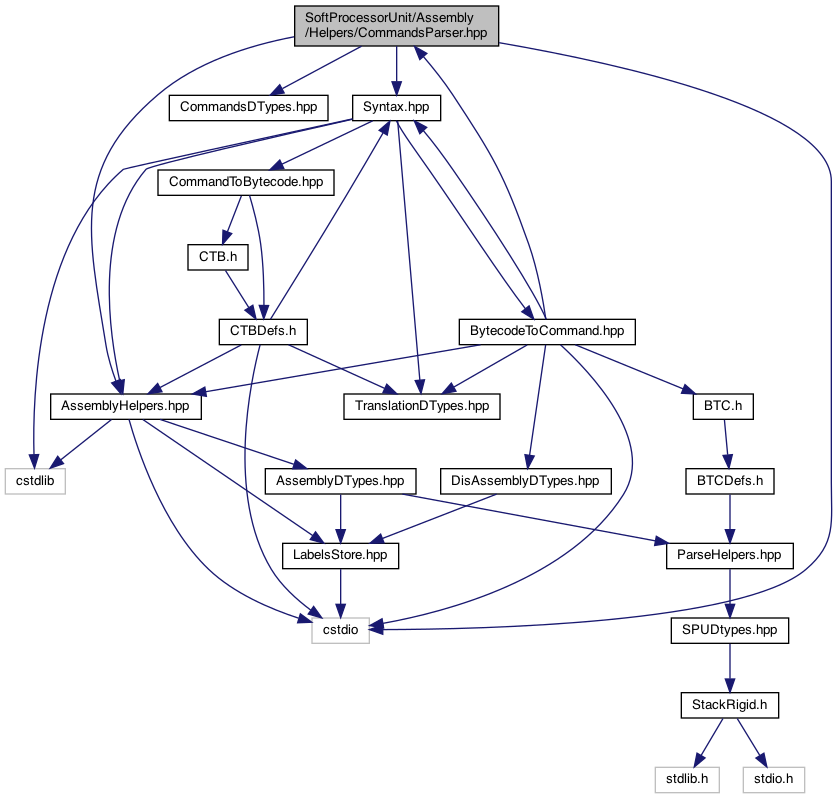 SoftProcessorUnit/Assembly
/Helpers/CommandsParser.hpp
CommandsDTypes.hpp
Syntax.hpp
CommandToBytecode.hpp
CTB.h
CTBDefs.h
BytecodeToCommand.hpp
AssemblyHelpers.hpp
TranslationDTypes.hpp
BTC.h
cstdlib
AssemblyDTypes.hpp
DisAssemblyDTypes.hpp
BTCDefs.h
LabelsStore.hpp
ParseHelpers.hpp
cstdio
SPUDtypes.hpp
StackRigid.h
stdlib.h
stdio.h